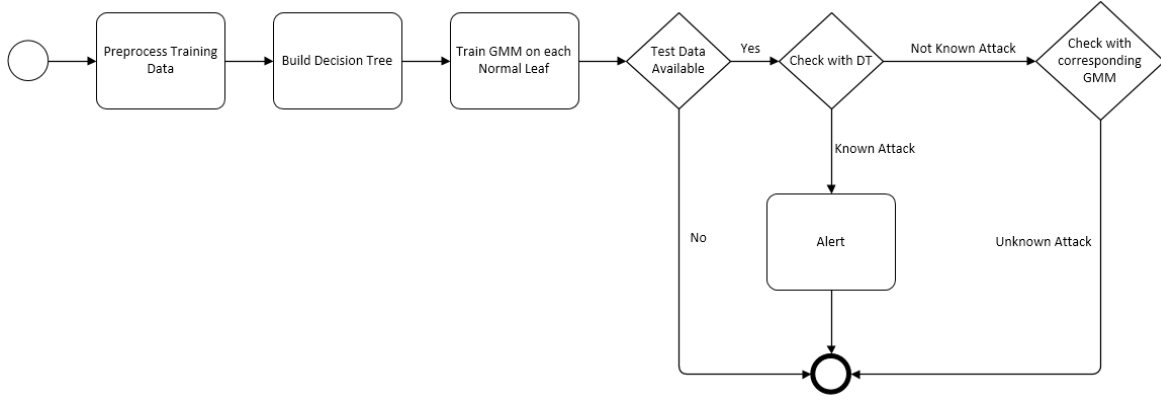 Preprocess Training
Data
Build Decision Tree
Train GMM on each
Normal Leaf
Test Data
Available
Yes
Check with DT
Not Known Attack
Check with
corresponding
GMM
Known Attack
No
Alert
Unknown Attack